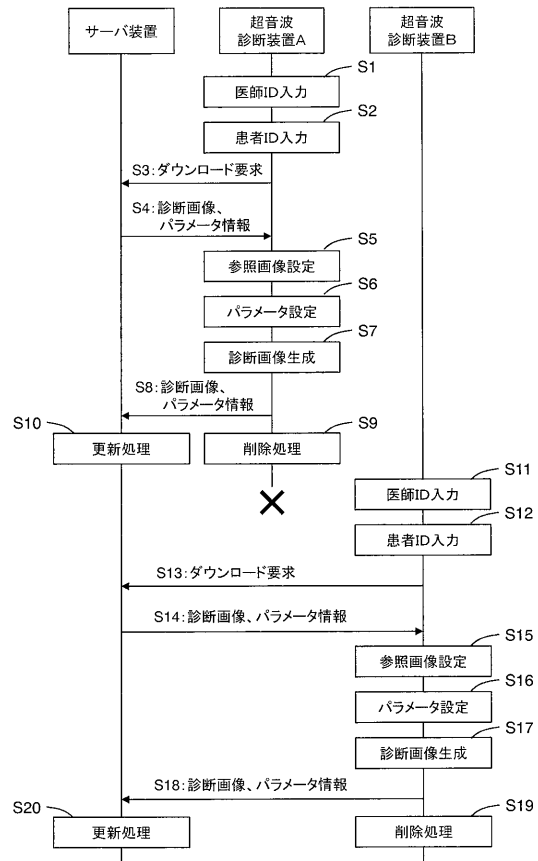 サーバ装置
超音波
診断装置A
超音波
診断装置B
S1
医師ID入力
S2
患者ID入力
S3:ダウンロード要求
S4:診断画像、
パラメータ情報
S5
参照画像設定
S6
パラメータ設定
S7
診断画像生成
S8:診断画像、
パラメータ情報
S10
更新処理
S9
削除処理
S11
医師ID入力
S12
患者ID入力
S13:ダウンロード要求
S14:診断画像、パラメータ情報
S15
参照画像設定
S16
パラメータ設定
S17
診断画像生成
S18:診断画像、パラメータ情報
S20
更新処理
S19
削除処理